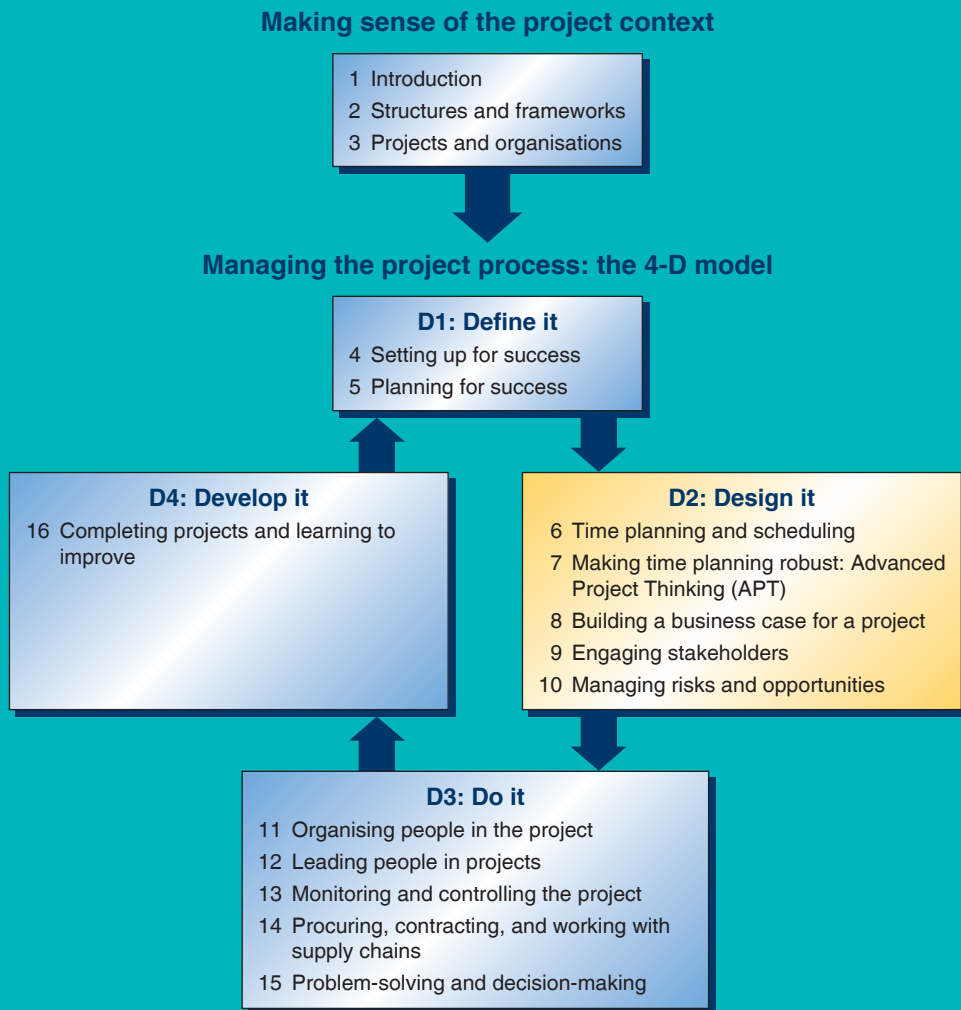 Making sense of the project context
1 Introduction
2 Structures and frameworks
3 Projects and organisations
Managing the project process: the 4-D model
D1: Define it
4 Setting up for success
5 Planning for success
D4: Develop it
16 Completing projects and learning to
improve
D2: Design it
6 Time planning and scheduling
7 Making time planning robust: Advanced
Project Thinking (APT)
8 Building a business case for a project
9 Engaging stakeholders
10 Managing risks and opportunities
D3: Do it
11 Organising people in the project
12 Leading people in projects
13 Monitoring and controlling the project
14 Procuring, contracting, and working with
supply chains
15 Problem-solving and decision-making